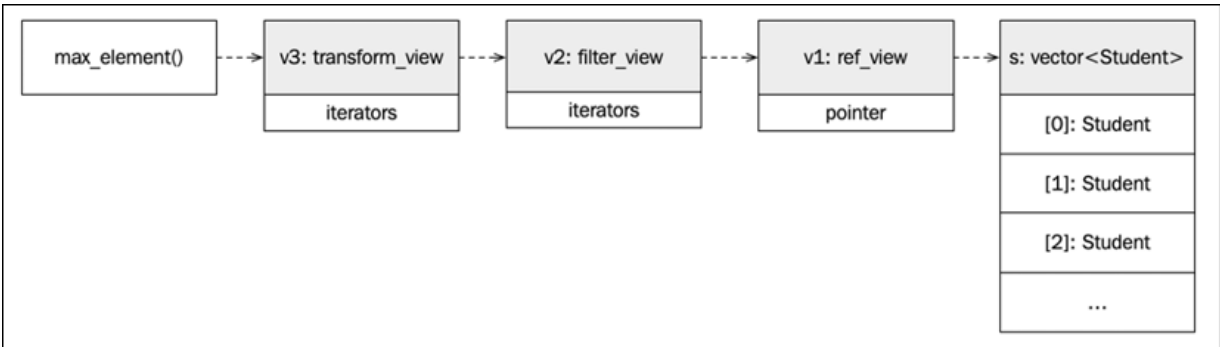 max_element()
v3: transform_view
iterators
v2: filter_view
iterators
v1: ref_view
pointer
s: vector<Student>
[0]: Student
[1]: Student
[2]: Student
...